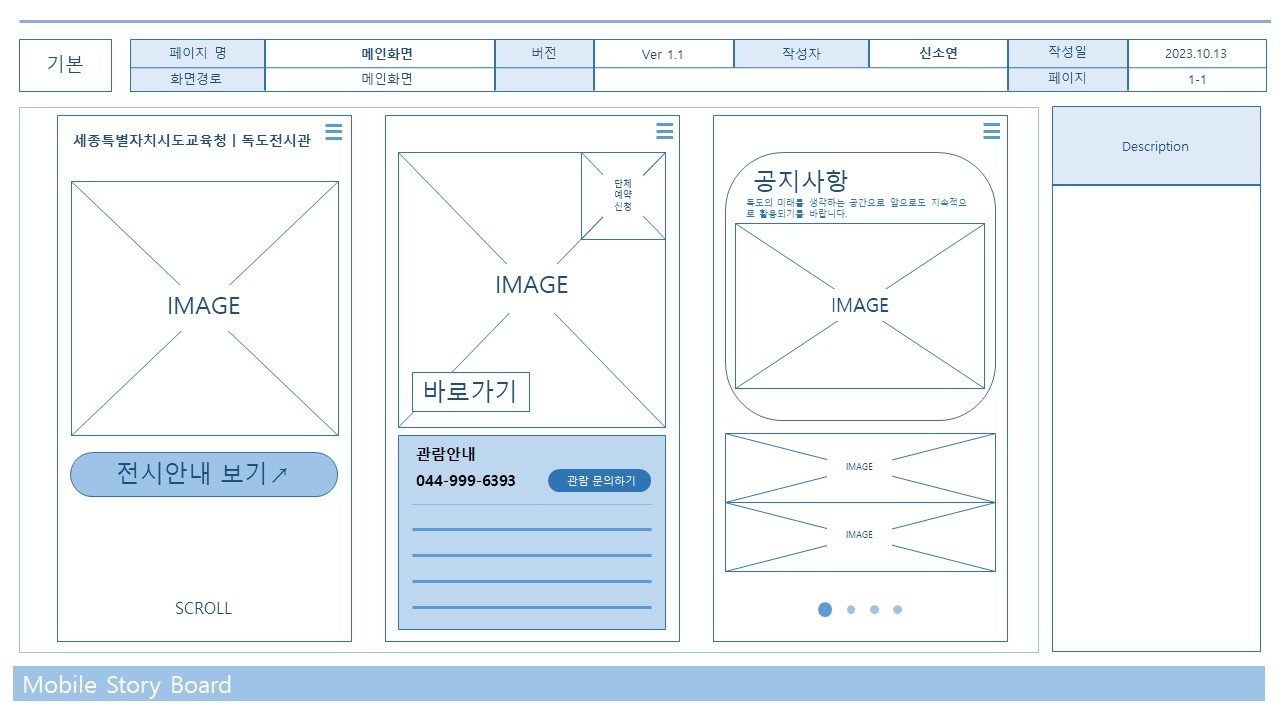 기본
페이지 명
메인화면
버전
Ver 1.1
작성자
신소연
작성일
2023.10.13
화면경로
메인화면
페이지
1-1
세종특별자치시도교육청 | 독도전시관
IMAGE
전시안내 보기↗
SCROLL
단체
예약
신청
IMAGE
바로가기
관람안내
044-999-6393
관람 문의하기
공지사항
독도의 미래를 생각하는 공간으로 앞으로도 지속적으
로 활용되기를 바랍니다.
IMAGE
IMAGE
IMAGE
Description
Mobile Story Board